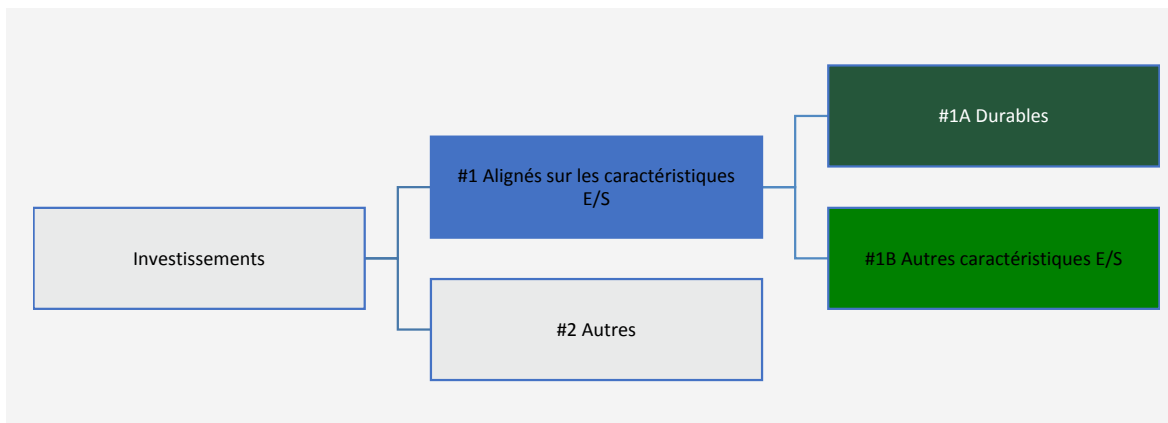 #1A Durables
#1 Alignés sur les caractéristiques
E/S
Investissements
#1B Autres caractéristiques E/S
#2 Autres